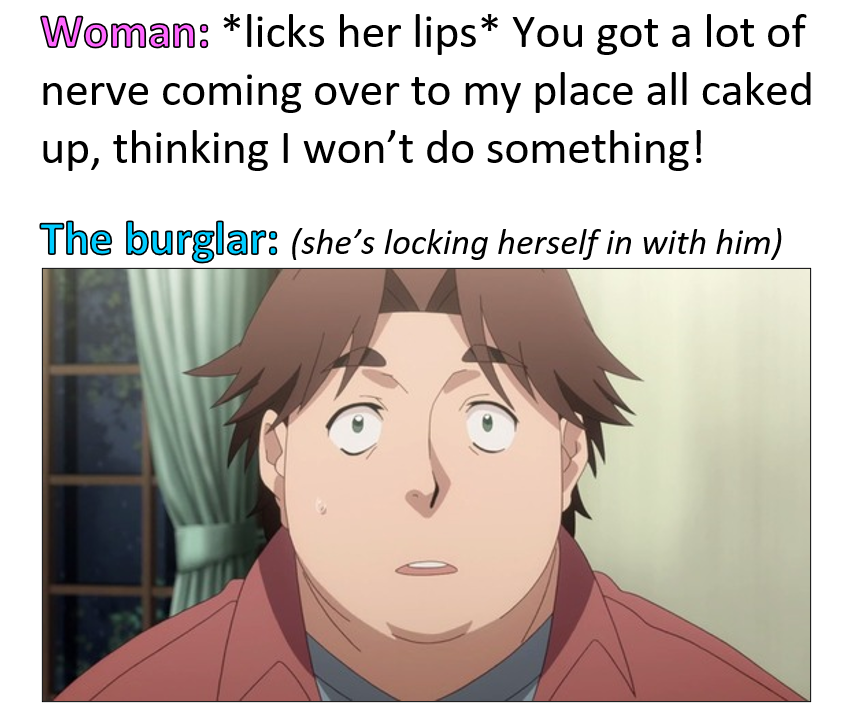 Woman: *licks her lips* You got a lot of
nerve coming over to my place all caked
up, thinking I won’t do something!
The burglar: (she’s locking herself in with him)